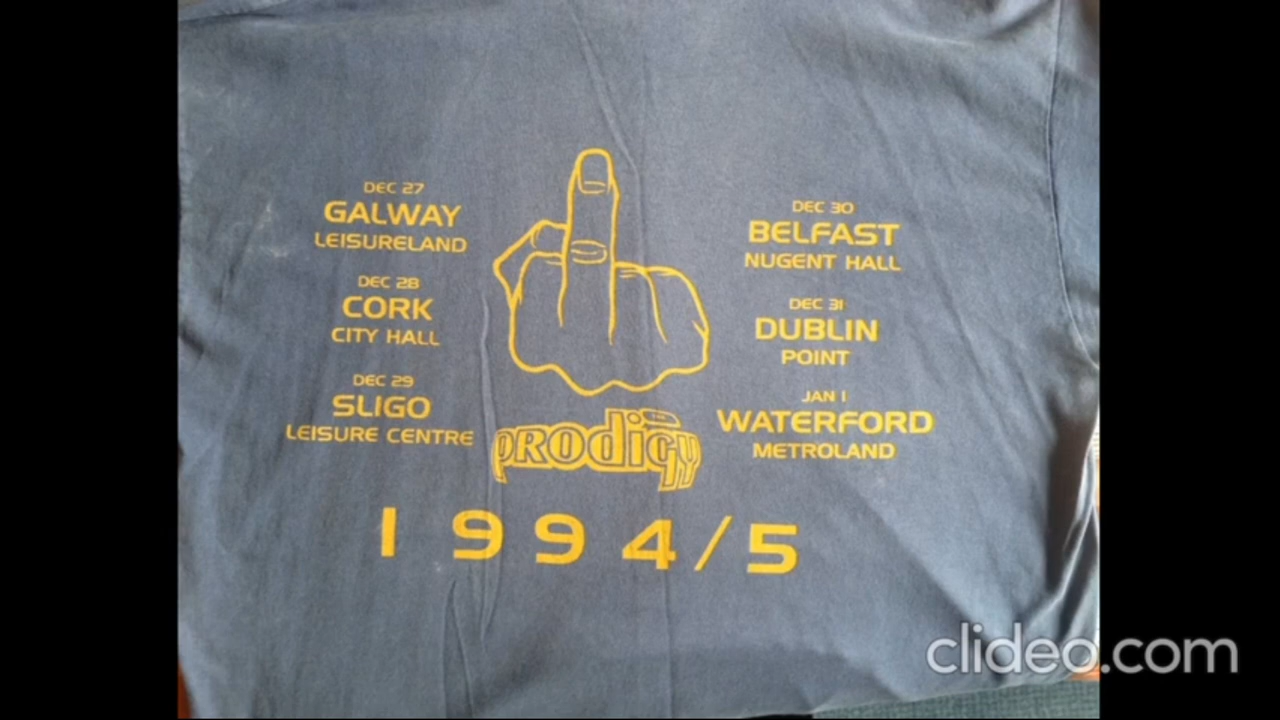 DEC 27
GALWAY
LEISURELAND
DEC 28
CORK
CITY HALL
DEC 29
SLIGO
LEISURE CENTRE
DEC 30
BELFAST
NUGENT HALL
DEC 31
DUBLIN
POINT
JAN 1
WATERFORD
METROLAND
THE
PRODIGY
1994/5
clideo.com